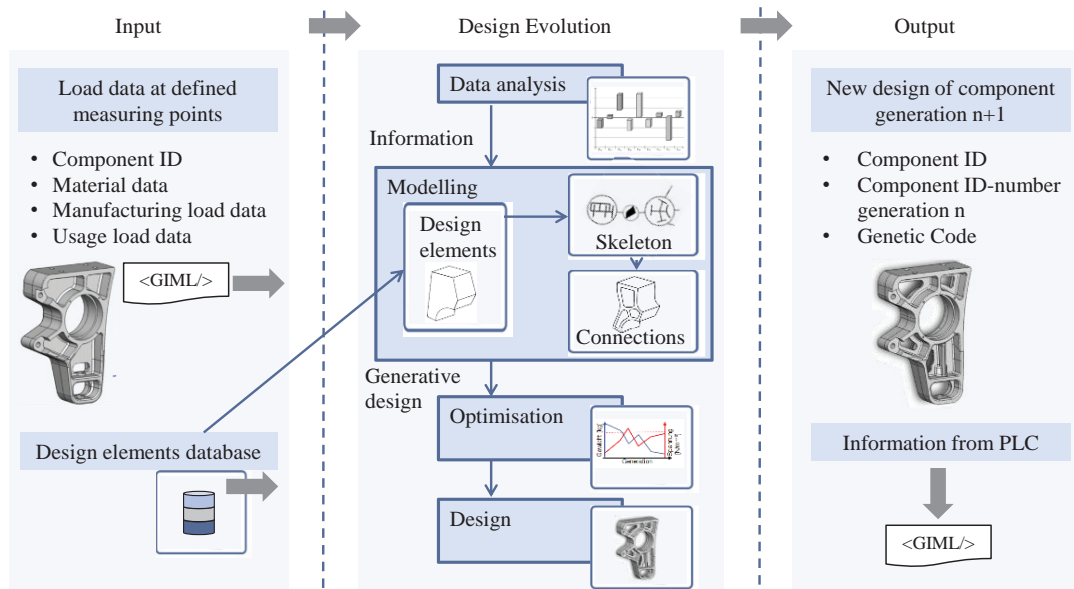 Input
Design Evolution
Output
Load data at defined
measuring points
• Component ID
• Material data
• Manufacturing load data
• Usage load data
<GIML/>
Design elements database
Data analysis
Information
Modelling
Design
elements
Skeleton
Connections
Generative
design
Optimisation
Generation
Design
New design of component
generation n+1
• Component ID
• Component ID-number
generation n
• Genetic Code
Information from PLC
<GIML/>